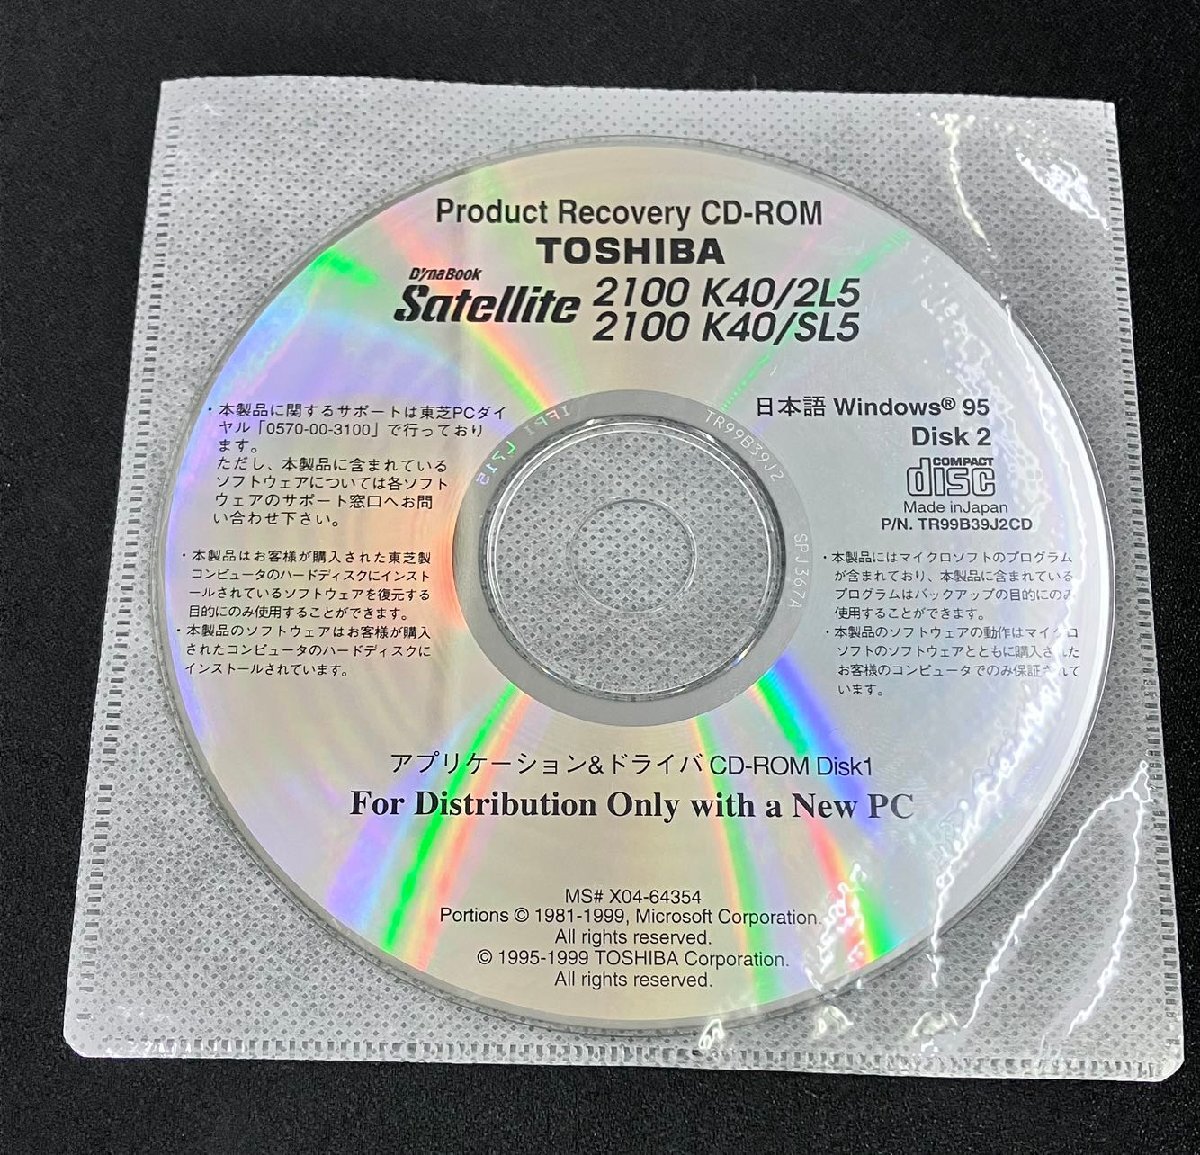 Product Recovery CD-ROM
TOSHIBA
DynaBook
Satellite
2100 K40/2L5
2100 K40/SL5
・本製品に関するサポートは東芝PCダイ
ヤル「0570-00-3100」で行っており
ます。
ただし、本製品に含まれている
ソフトウェアについては各ソフト
ウェアのサポート窓口へお問
い合わせ下さい。
・本製品はお客様が購入された東芝製
コンピュータのハードディスクにインスト
ールされているソフトウェアを復元する
目的にのみ使用することができます。
・本製品のソフトウェアはお客様が購入
されたコンピュータのハードディスクに
インストールされています。
日本語 Windows® 95
Disk 2
COMPACT
disc
Made in Japan
P/N. TR99B39J2CD
・本製品にはマイクロソフトのプログラム
が含まれており、本製品に含まれている
プログラムはバックアップの目的にのみ
使用することができます。
・本製品のソフトウェアの動作はマイクロ
ソフトのソフトウェアとともに購入された
お客様のコンピュータでのみ保証されて
います。
TR99B39J2
SPJ367A
IFPI L715
アプリケーション&ドライバ CD-ROM Disk1
For Distribution Only with a New PC
MS# X04-64354
Portions © 1981-1999, Microsoft Corporation.
All rights reserved.
© 1995-1999 TOSHIBA Corporation.
All rights reserved.